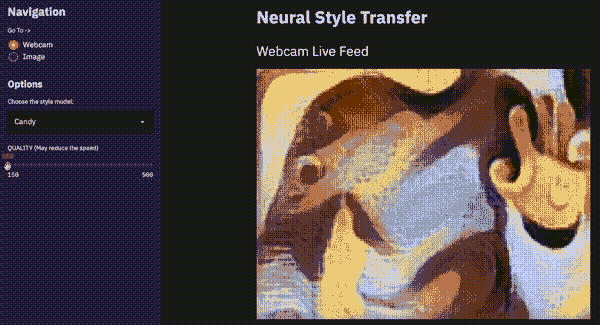 Navigation
Go To ->
Webcam
Image
Options
Choose the style model:
Candy
QUALITY (May reduce the speed)
150
500
Neural Style Transfer
Webcam Live Feed